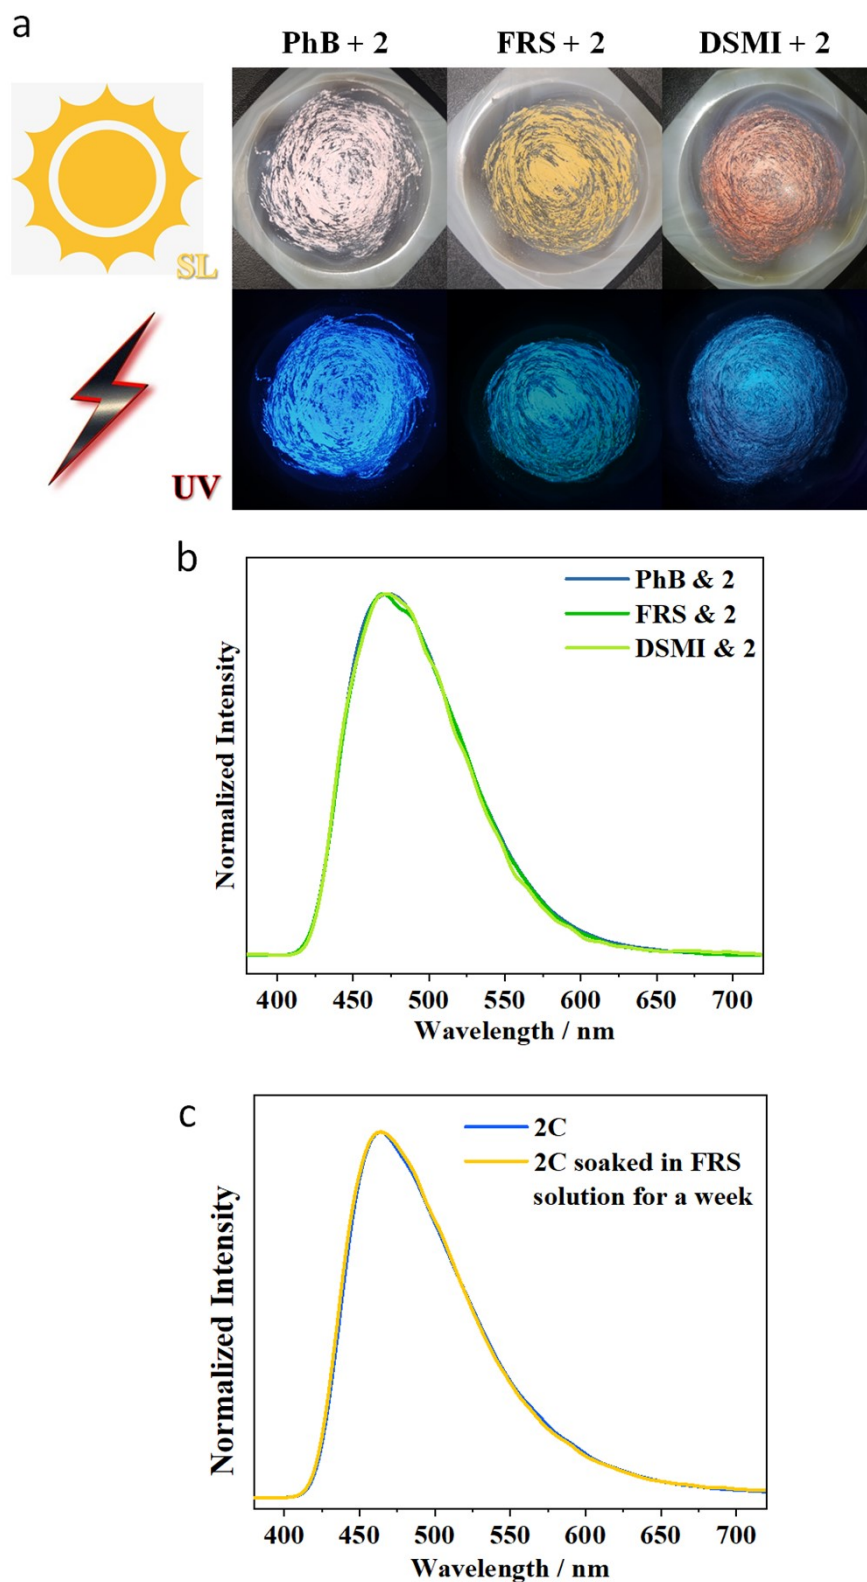 a
PhB + 2 FRS + 2 DSMI + 2
SL
UV
b
PhB & 2
FRS & 2
DSMI & 2
Normalized Intensity
400 450 500 550 600 650 700
Wavelength / nm
c
2C
2C soaked in FRS
solution for a week
Normalized Intensity
400 450 500 550 600 650 700
Wavelength / nm